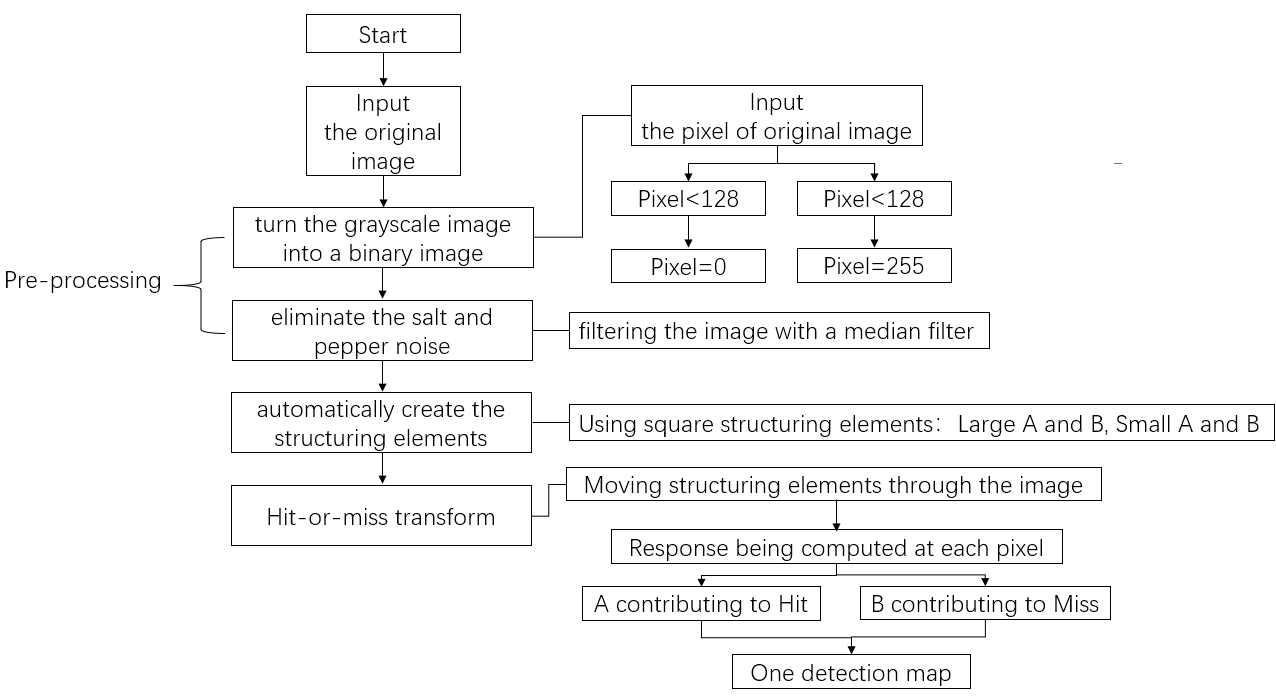 Start
Input
the original
image
turn the grayscale image
into a binary image
Pre-processing
eliminate the salt and
pepper noise
automatically create the
structuring elements
Hit-or-miss transform
Input
the pixel of original image
Pixel<128
Pixel<128
Pixel=0
Pixel=255
filtering the image with a median filter
Using square structuring elements： Large A and B, Small A and B
Moving structuring elements through the image
Response being computed at each pixel
A contributing to Hit
B contributing to Miss
One detection map